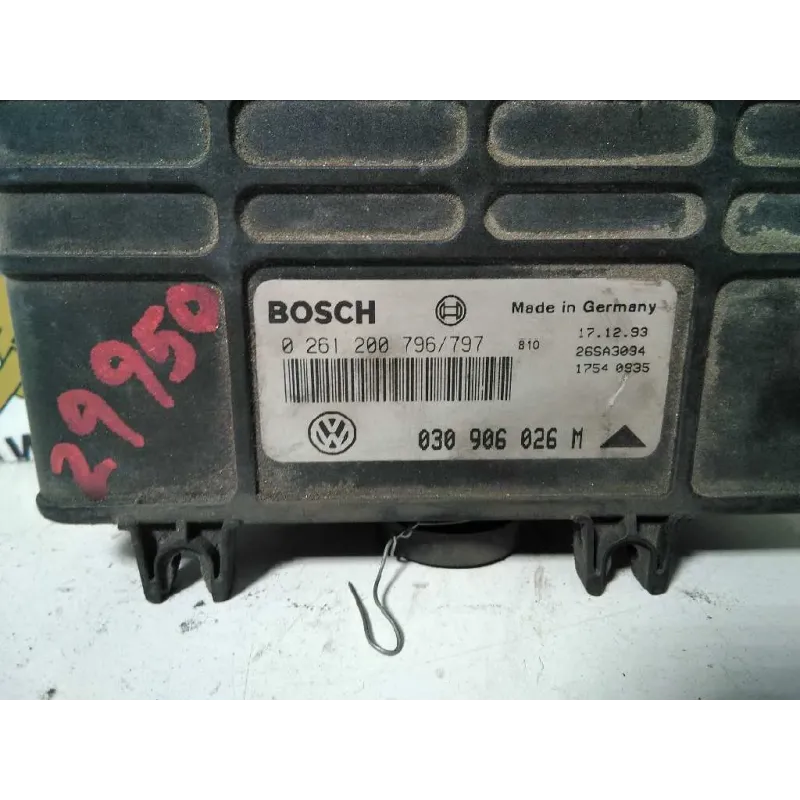 BOSCH Made in Germany
0 261 200 796/797 810 17.12.93
26SA3094
1754 0935
030 906 026 M
29950